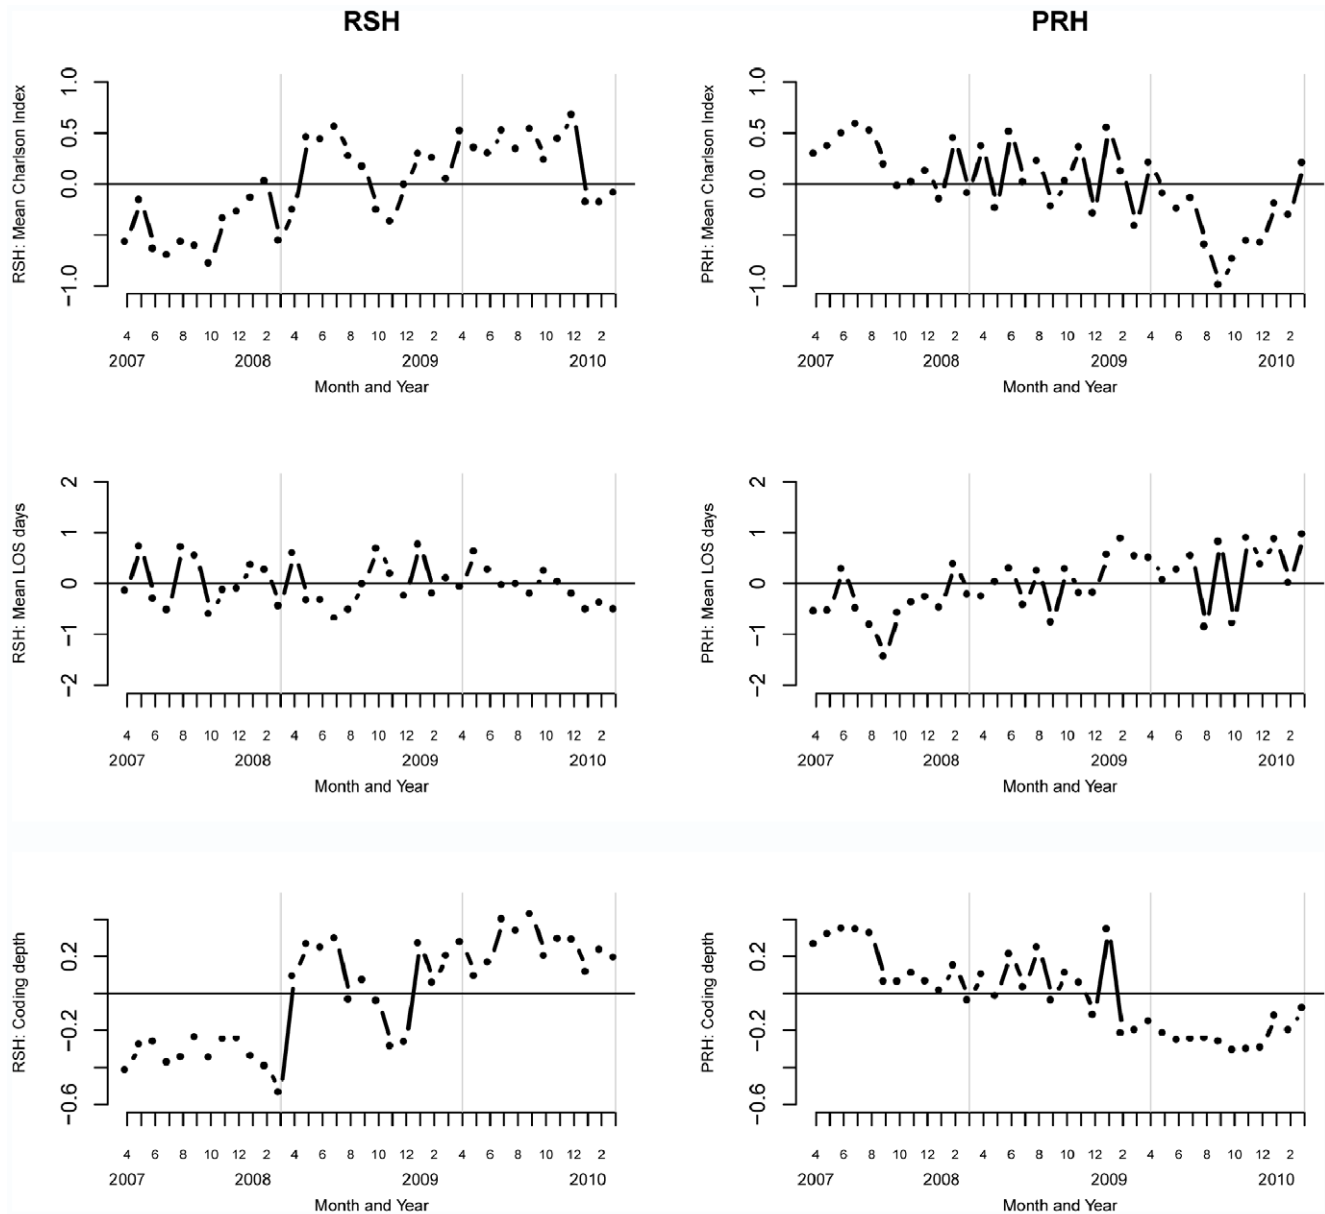 RSH
PRH
RSH: Mean Charlson Index
1.0
0.5
0.0
−1.0
4 6 8 10 12 2 4 6 8 10 12 2 4 6 8 10 12 2
2007 2008 2009 2010
Month and Year
PRH: Mean Charlson Index
1.0
0.5
0.0
−1.0
4 6 8 10 12 2 4 6 8 10 12 2 4 6 8 10 12 2
2007 2008 2009 2010
Month and Year
RSH: Mean LOS days
2
1
0
−1
−2
4 6 8 10 12 2 4 6 8 10 12 2 4 6 8 10 12 2
2007 2008 2009 2010
Month and Year
PRH: Mean LOS days
2
1
0
−1
−2
4 6 8 10 12 2 4 6 8 10 12 2 4 6 8 10 12 2
2007 2008 2009 2010
Month and Year
RSH: Coding depth
0.2
−0.2
−0.6
4 6 8 10 12 2 4 6 8 10 12 2 4 6 8 10 12 2
2007 2008 2009 2010
Month and Year
PRH: Coding depth
0.2
−0.2
−0.6
4 6 8 10 12 2 4 6 8 10 12 2 4 6 8 10 12 2
2007 2008 2009 2010
Month and Year